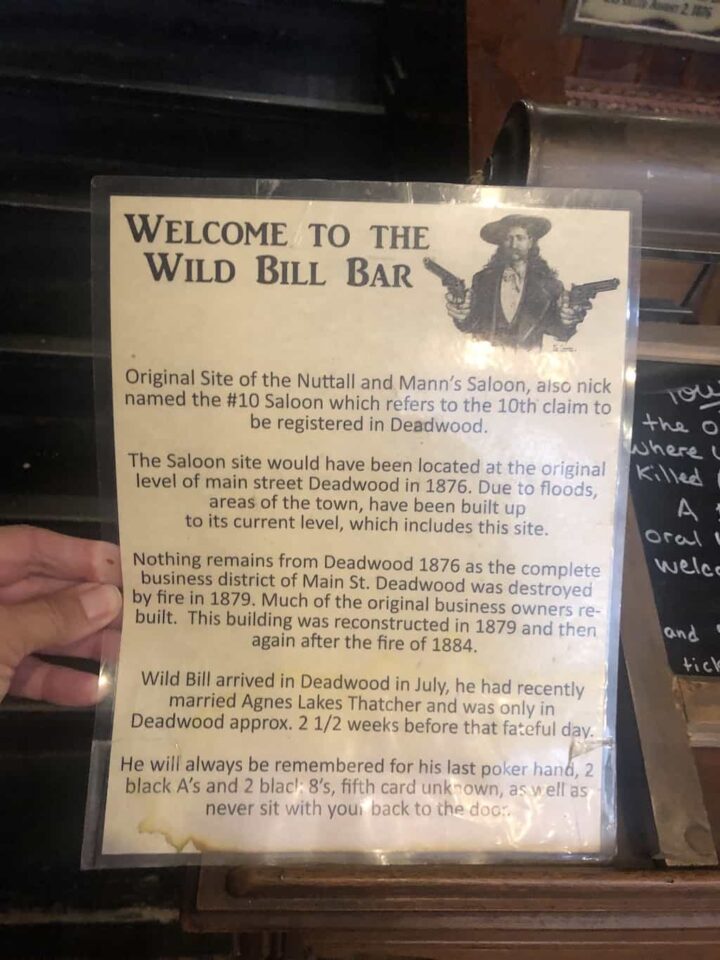 WELCOME TO THE
WILD BILL BAR
Original Site of the Nuttall and Mann's Saloon, also nick
named the #10 Saloon which refers to the 10th claim to
be registered in Deadwood.
The Saloon site would have been located at the original
level of main street Deadwood in 1876. Due to floods,
areas of the town, have been built up
to its current level, which includes this site.
Nothing remains from Deadwood 1876 as the complete
business district of Main St. Deadwood was destroyed
by fire in 1879. Much of the original business owners re-
built. This building was reconstructed in 1879 and then
again after the fire of 1884.
Wild Bill arrived in Deadwood in July, he had recently
married Agnes Lakes Thatcher and was only in
Deadwood approx. 2 1/2 weeks before that fateful day.
He will always be remembered for his last poker hand, 2
black A's and 2 black 8's, fifth card unknown, as well as
never sit with your back to the door.
the
where
Killed
A
oral
and